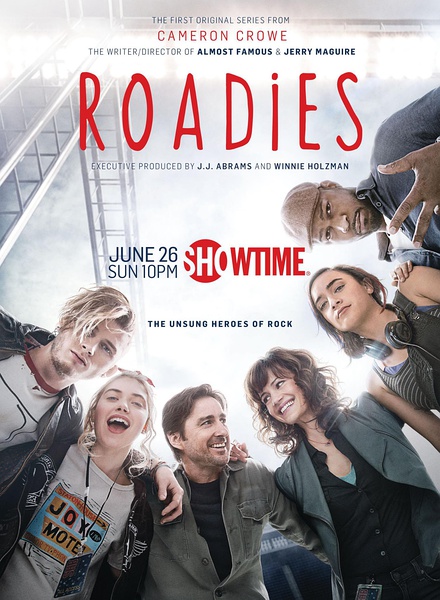 THE FIRST ORIGINAL SERIES FROM
CAMERON CROWE
THE WRITER/DIRECTOR OF ALMOST FAMOUS & JERRY MAGUIRE
ROADiES
EXECUTIVE PRODUCED BY J.J. ABRAMS AND WINNIE HOLZMAN
JUNE 26
SUN 10PM
SHOWTIME
THE UNSUNG HEROES OF ROCK
MOTEL